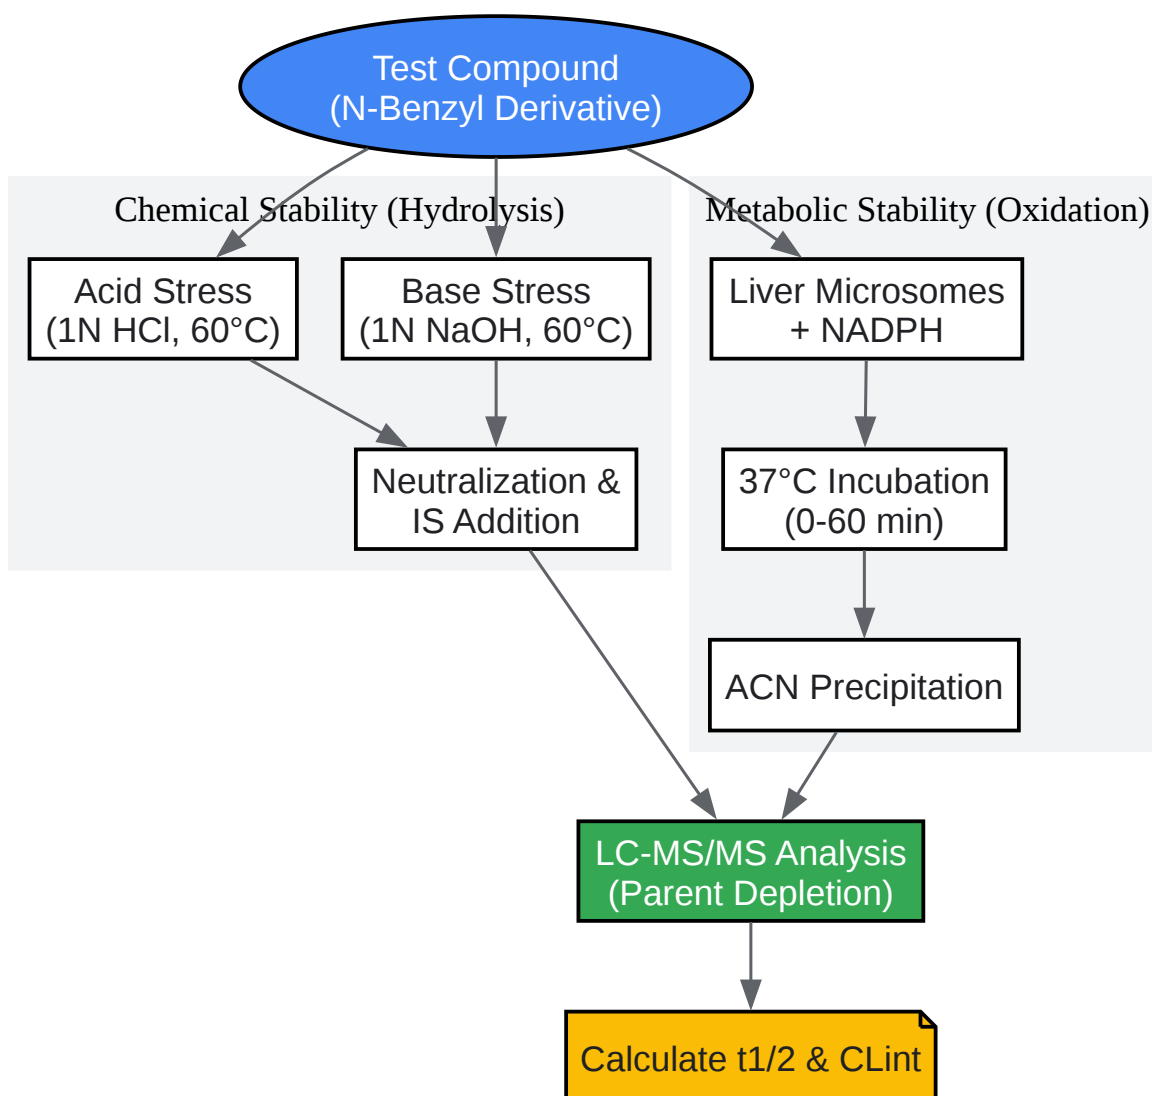 Test Compound
(N-Benzyl Derivative)
Chemical Stability (Hydrolysis)
Metabolic Stability (Oxidation)
Acid Stress
(1N HCl, 60°C)
Base Stress
(1N NaOH, 60°C)
Liver Microsomes
+ NADPH
Neutralization &
IS Addition
37°C Incubation
(0-60 min)
ACN Precipitation
LC-MS/MS Analysis
(Parent Depletion)
Calculate t1/2 & CLint